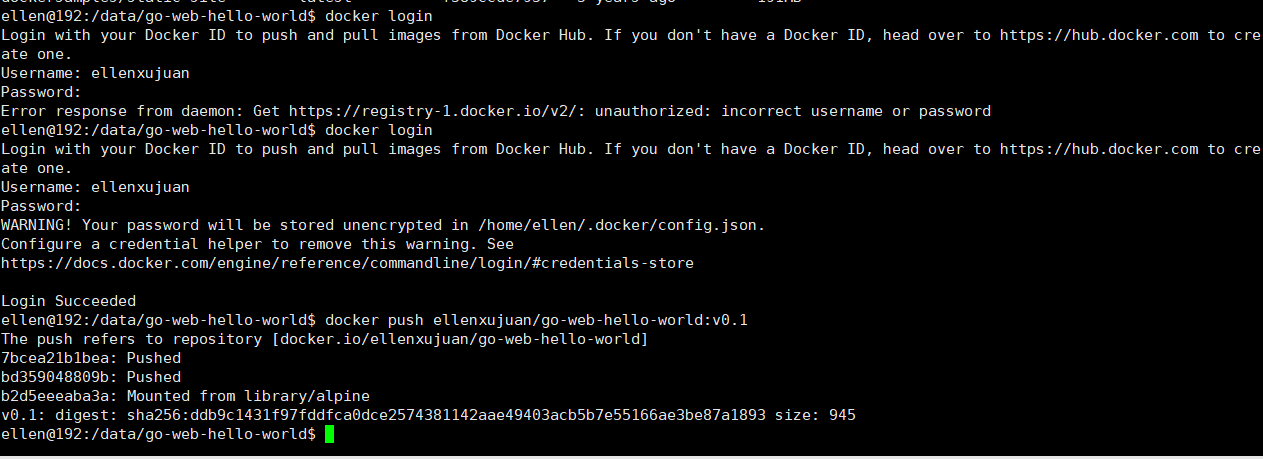 ellen@192:/data/go-web-hello-world$ docker login
Login with your Docker ID to push and pull images from Docker Hub. If you don't have a Docker ID, head over to https://hub.docker.com to cre
ate one.
Username: ellenxujuan
Password:
Error response from daemon: Get https://registry-1.docker.io/v2/: unauthorized: incorrect username or password
ellen@192:/data/go-web-hello-world$ docker login
Login with your Docker ID to push and pull images from Docker Hub. If you don't have a Docker ID, head over to https://hub.docker.com to cre
ate one.
Username: ellenxujuan
Password:
WARNING! Your password will be stored unencrypted in /home/ellen/.docker/config.json.
Configure a credential helper to remove this warning. See
https://docs.docker.com/engine/reference/commandline/login/#credentials-store
Login Succeeded
ellen@192:/data/go-web-hello-world$ docker push ellenxujuan/go-web-hello-world:v0.1
The push refers to repository [docker.io/ellenxujuan/go-web-hello-world]
7bcea21b1bea: Pushed
bd359048809b: Pushed
b2d5eeeaba3a: Mounted from library/alpine
v0.1: digest: sha256:ddb9c1431f97fddfca0dce2574381142aae49403acb5b7e55166ae3be87a1893 size: 945
ellen@192:/data/go-web-hello-world$